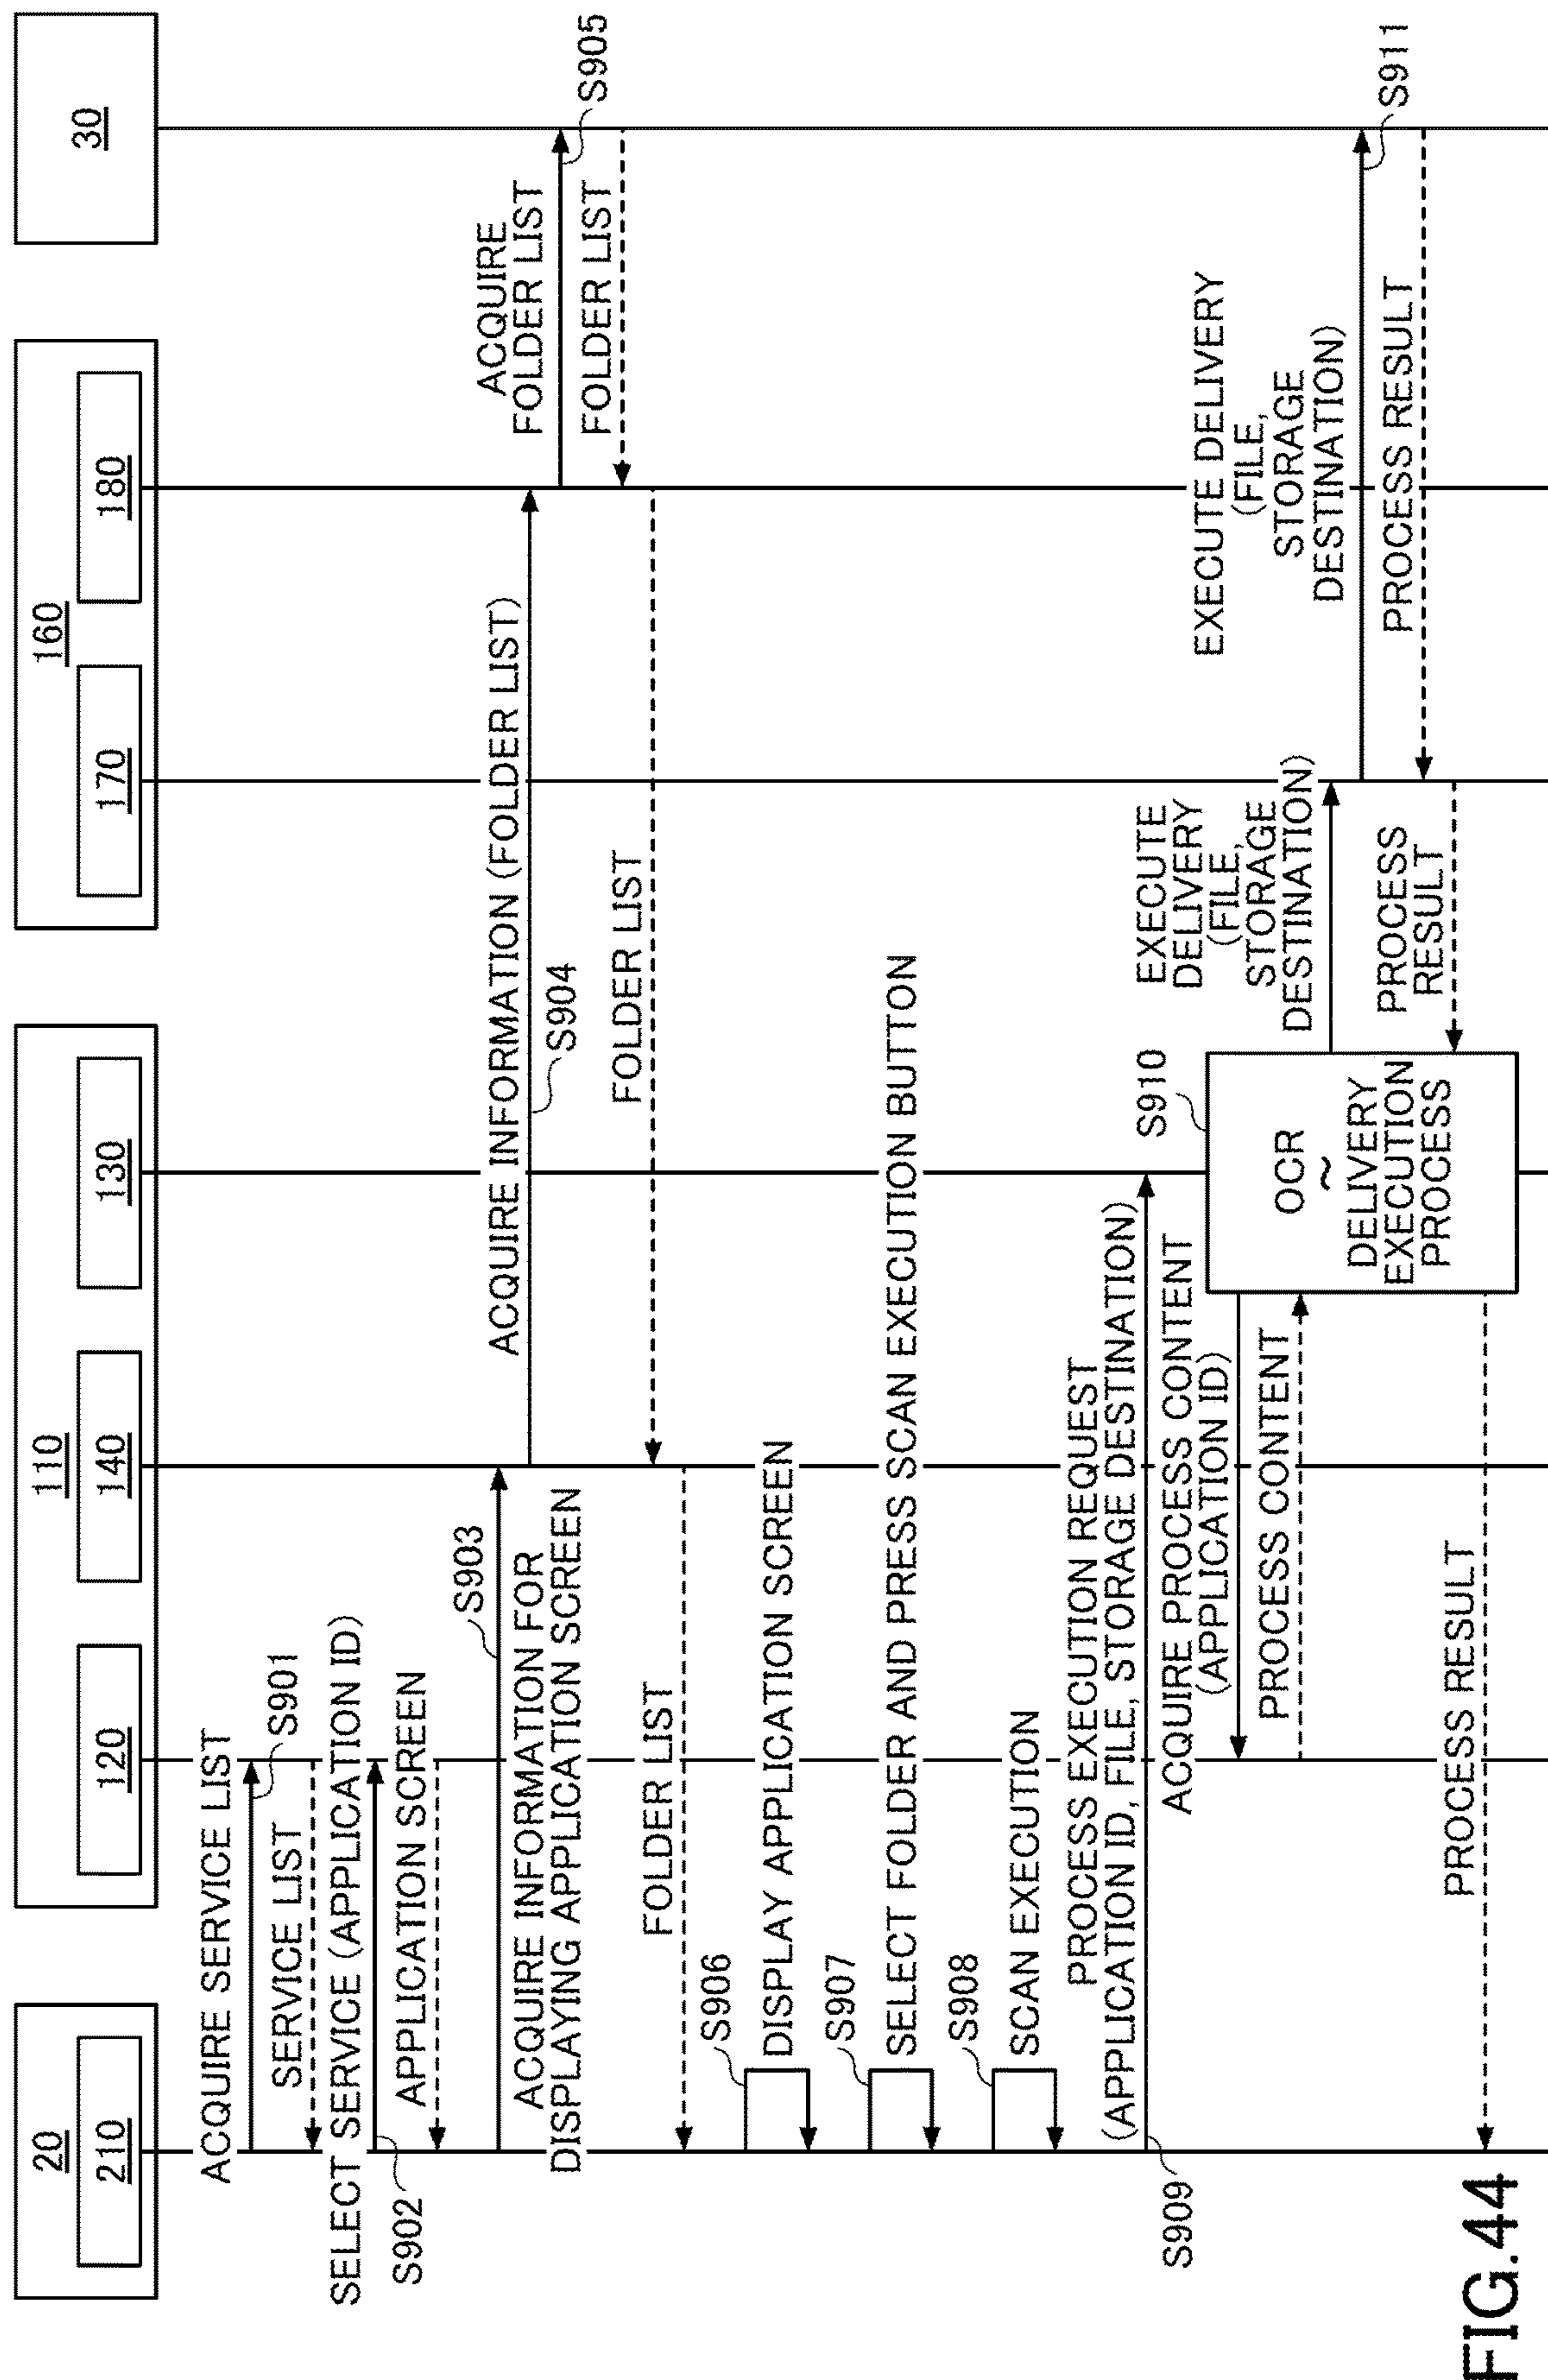 20
210
110
120
140
130
160
170
180
30
ACQUIRE SERVICE LIST
S901
SERVICE LIST
SELECT SERVICE (APPLICATION ID)
S902
APPLICATION SCREEN
S903
ACQUIRE INFORMATION FOR
DISPLAYING APPLICATION SCREEN
ACQUIRE INFORMATION (FOLDER LIST)
S904
ACQUIRE
FOLDER LIST
S905
FOLDER LIST
FOLDER LIST
FOLDER LIST
S906
DISPLAY APPLICATION SCREEN
S907
SELECT FOLDER AND PRESS SCAN EXECUTION BUTTON
S908
SCAN EXECUTION
PROCESS EXECUTION REQUEST
(APPLICATION ID, FILE, STORAGE DESTINATION)
S909
ACQUIRE PROCESS CONTENT
(APPLICATION ID)
PROCESS CONTENT
S910
OCR
~
DELIVERY
EXECUTION
PROCESS
EXECUTE
DELIVERY
(FILE,
STORAGE
DESTINATION)
EXECUTE DELIVERY
(FILE,
STORAGE
DESTINATION)
S911
PROCESS RESULT
PROCESS
RESULT
PROCESS RESULT
FIG.44